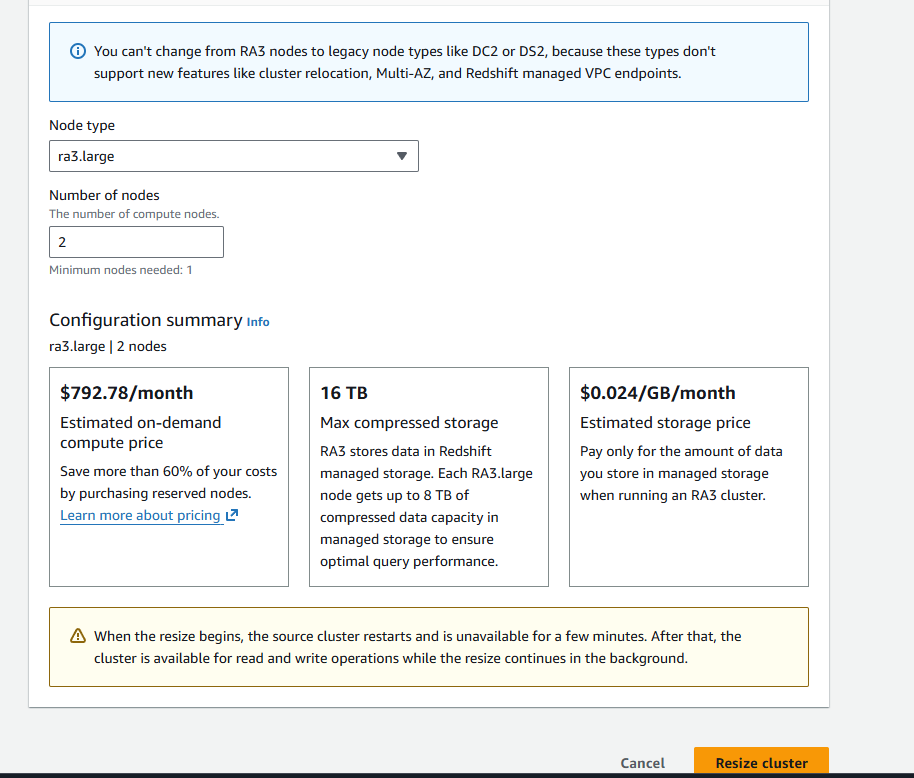 You can't change from RA3 nodes to legacy node types like DC2 or DS2, because these types don't
support new features like cluster relocation, Multi-AZ, and Redshift managed VPC endpoints.
Node type
ra3.large
Number of nodes
The number of compute nodes.
2
Minimum nodes needed: 1
Configuration summary Info
ra3.large | 2 nodes
$792.78/month
Estimated on-demand
compute price
Save more than 60% of your costs
by purchasing reserved nodes.
Learn more about pricing
16 TB
Max compressed storage
RA3 stores data in Redshift
managed storage. Each RA3.large
node gets up to 8 TB of
compressed data capacity in
managed storage to ensure
optimal query performance.
$0.024/GB/month
Estimated storage price
Pay only for the amount of data
you store in managed storage
when running an RA3 cluster.
When the resize begins, the source cluster restarts and is unavailable for a few minutes. After that, the
cluster is available for read and write operations while the resize continues in the background.
Cancel
Resize cluster